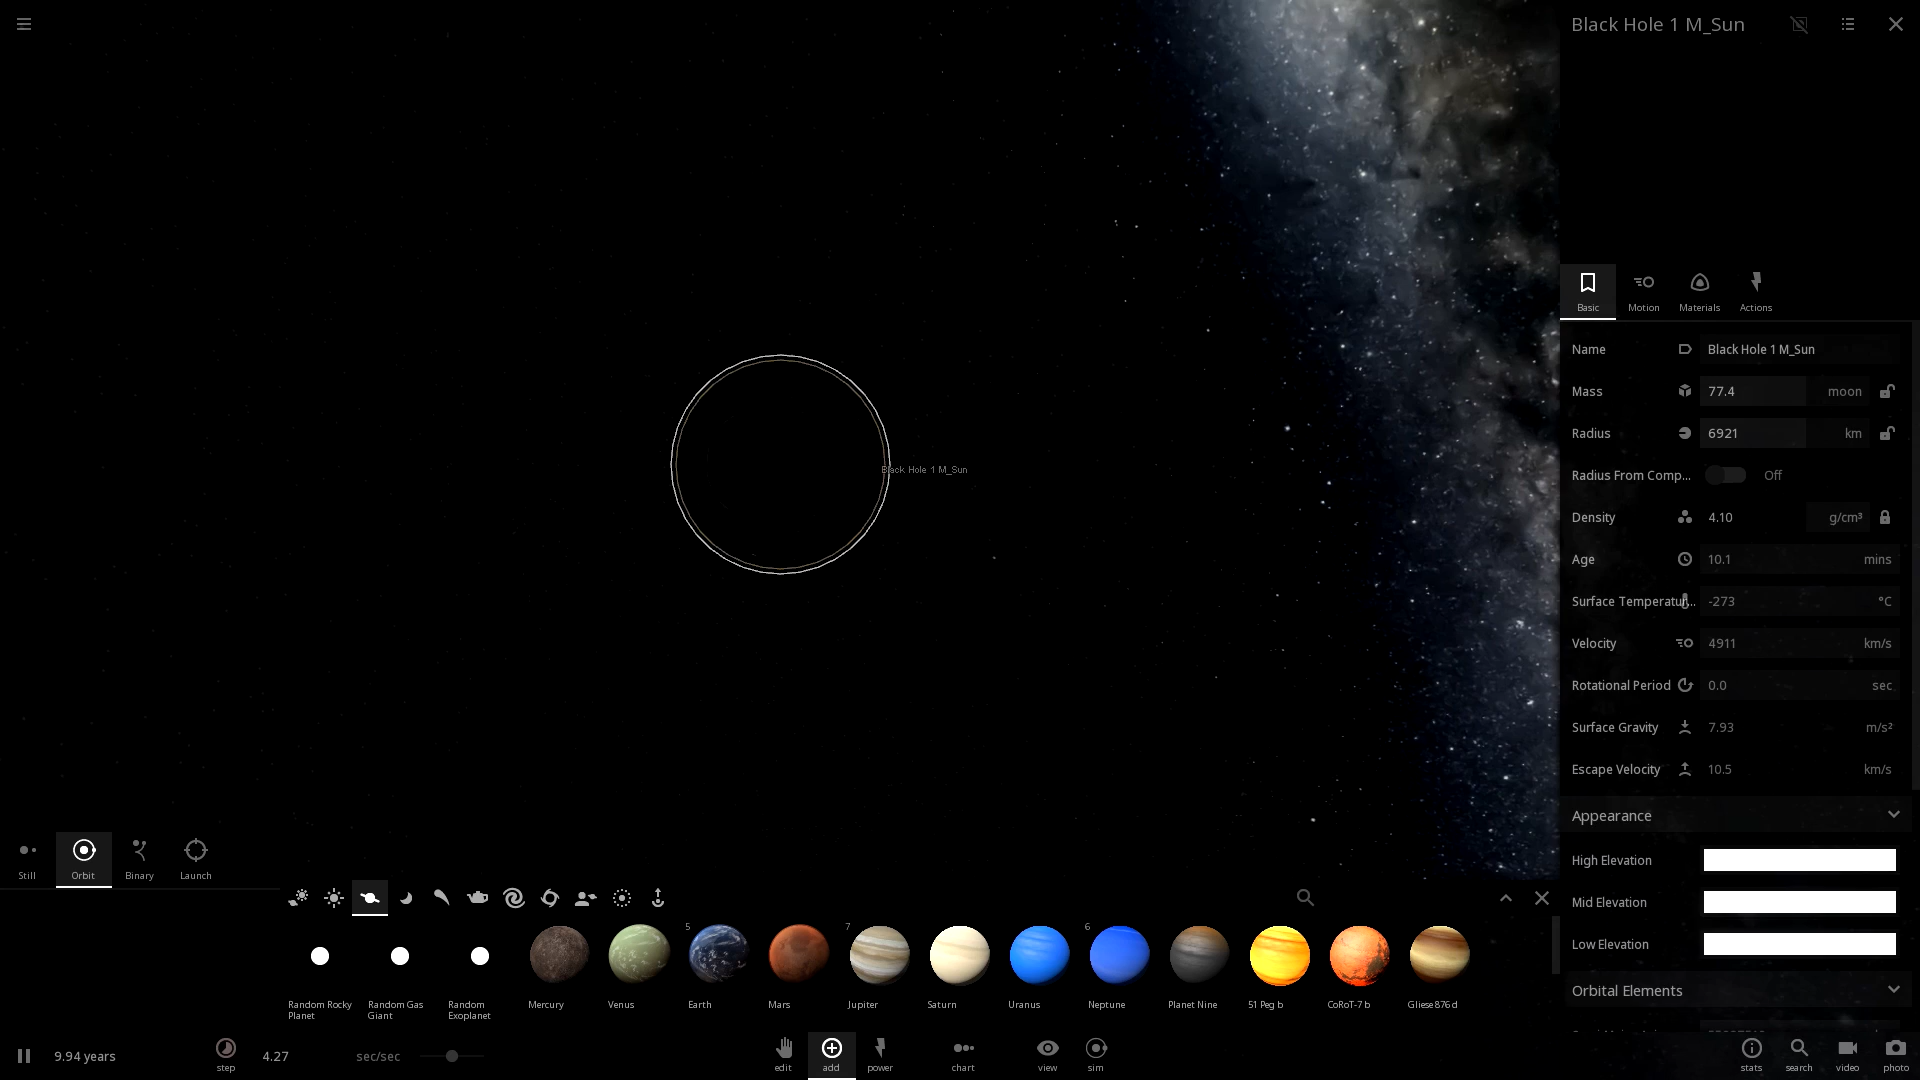 Black Hole 1 M_Sun
Basic
Motion
Materials
Actions
Name
Black Hole 1 M_Sun
Mass
77.4
moon
Radius
6921
km
Radius From Comp...
Off
Density
4.10
g/cm³
Age
10.1
mins
Surface Temperatur...
-273
°C
Velocity
4911
km/s
Rotational Period
0.0
sec
Surface Gravity
7.93
m/s²
Escape Velocity
10.5
km/s
Appearance
High Elevation
Mid Elevation
Low Elevation
Orbital Elements
Black Hole 1 M_Sun
Still
Orbit
Binary
Launch
5
7
6
Random Rocky
Planet
Random Gas
Giant
Random
Exoplanet
Mercury
Venus
Earth
Mars
Jupiter
Saturn
Uranus
Neptune
Planet Nine
51 Peg b
CoRoT-7 b
Gliese 876 d
9.94 years
step
4.27
sec/sec
edit
add
power
chart
view
sim
stats
search
video
photo